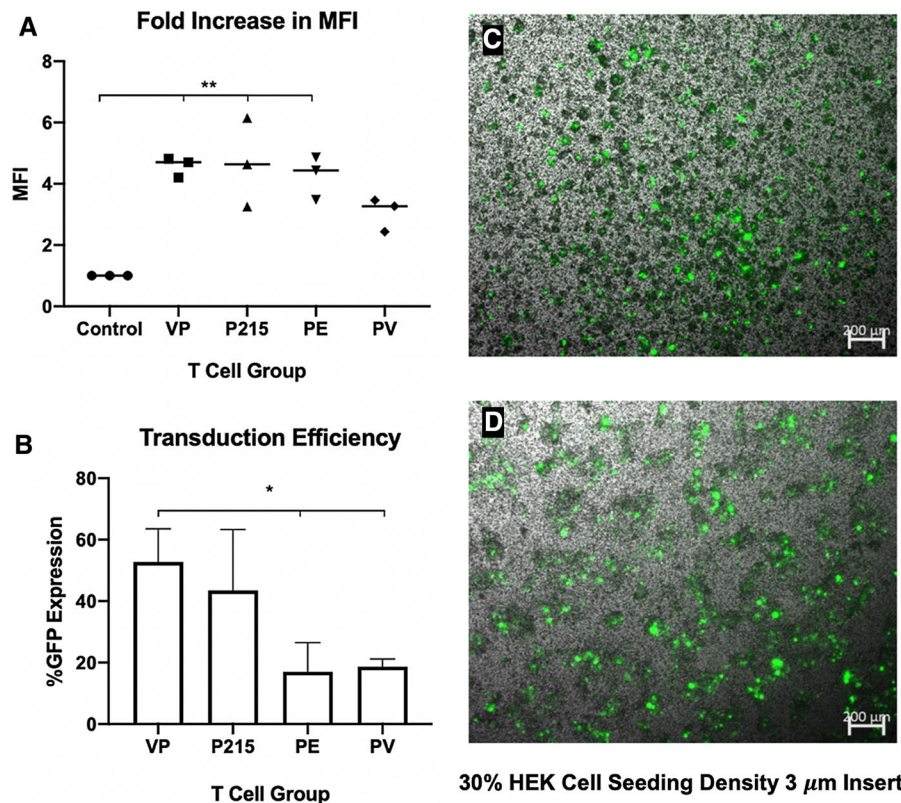 A
Fold Increase in MFI
8
6
4
2
0
MFI
**
Control VP P215 PE PV
T Cell Group
B
Transduction Efficiency
80
60
40
20
0
%GFP Expression
*
VP P215 PE PV
T Cell Group
C
200 μm
D
200 μm
30% HEK Cell Seeding Density 3 μm Insert